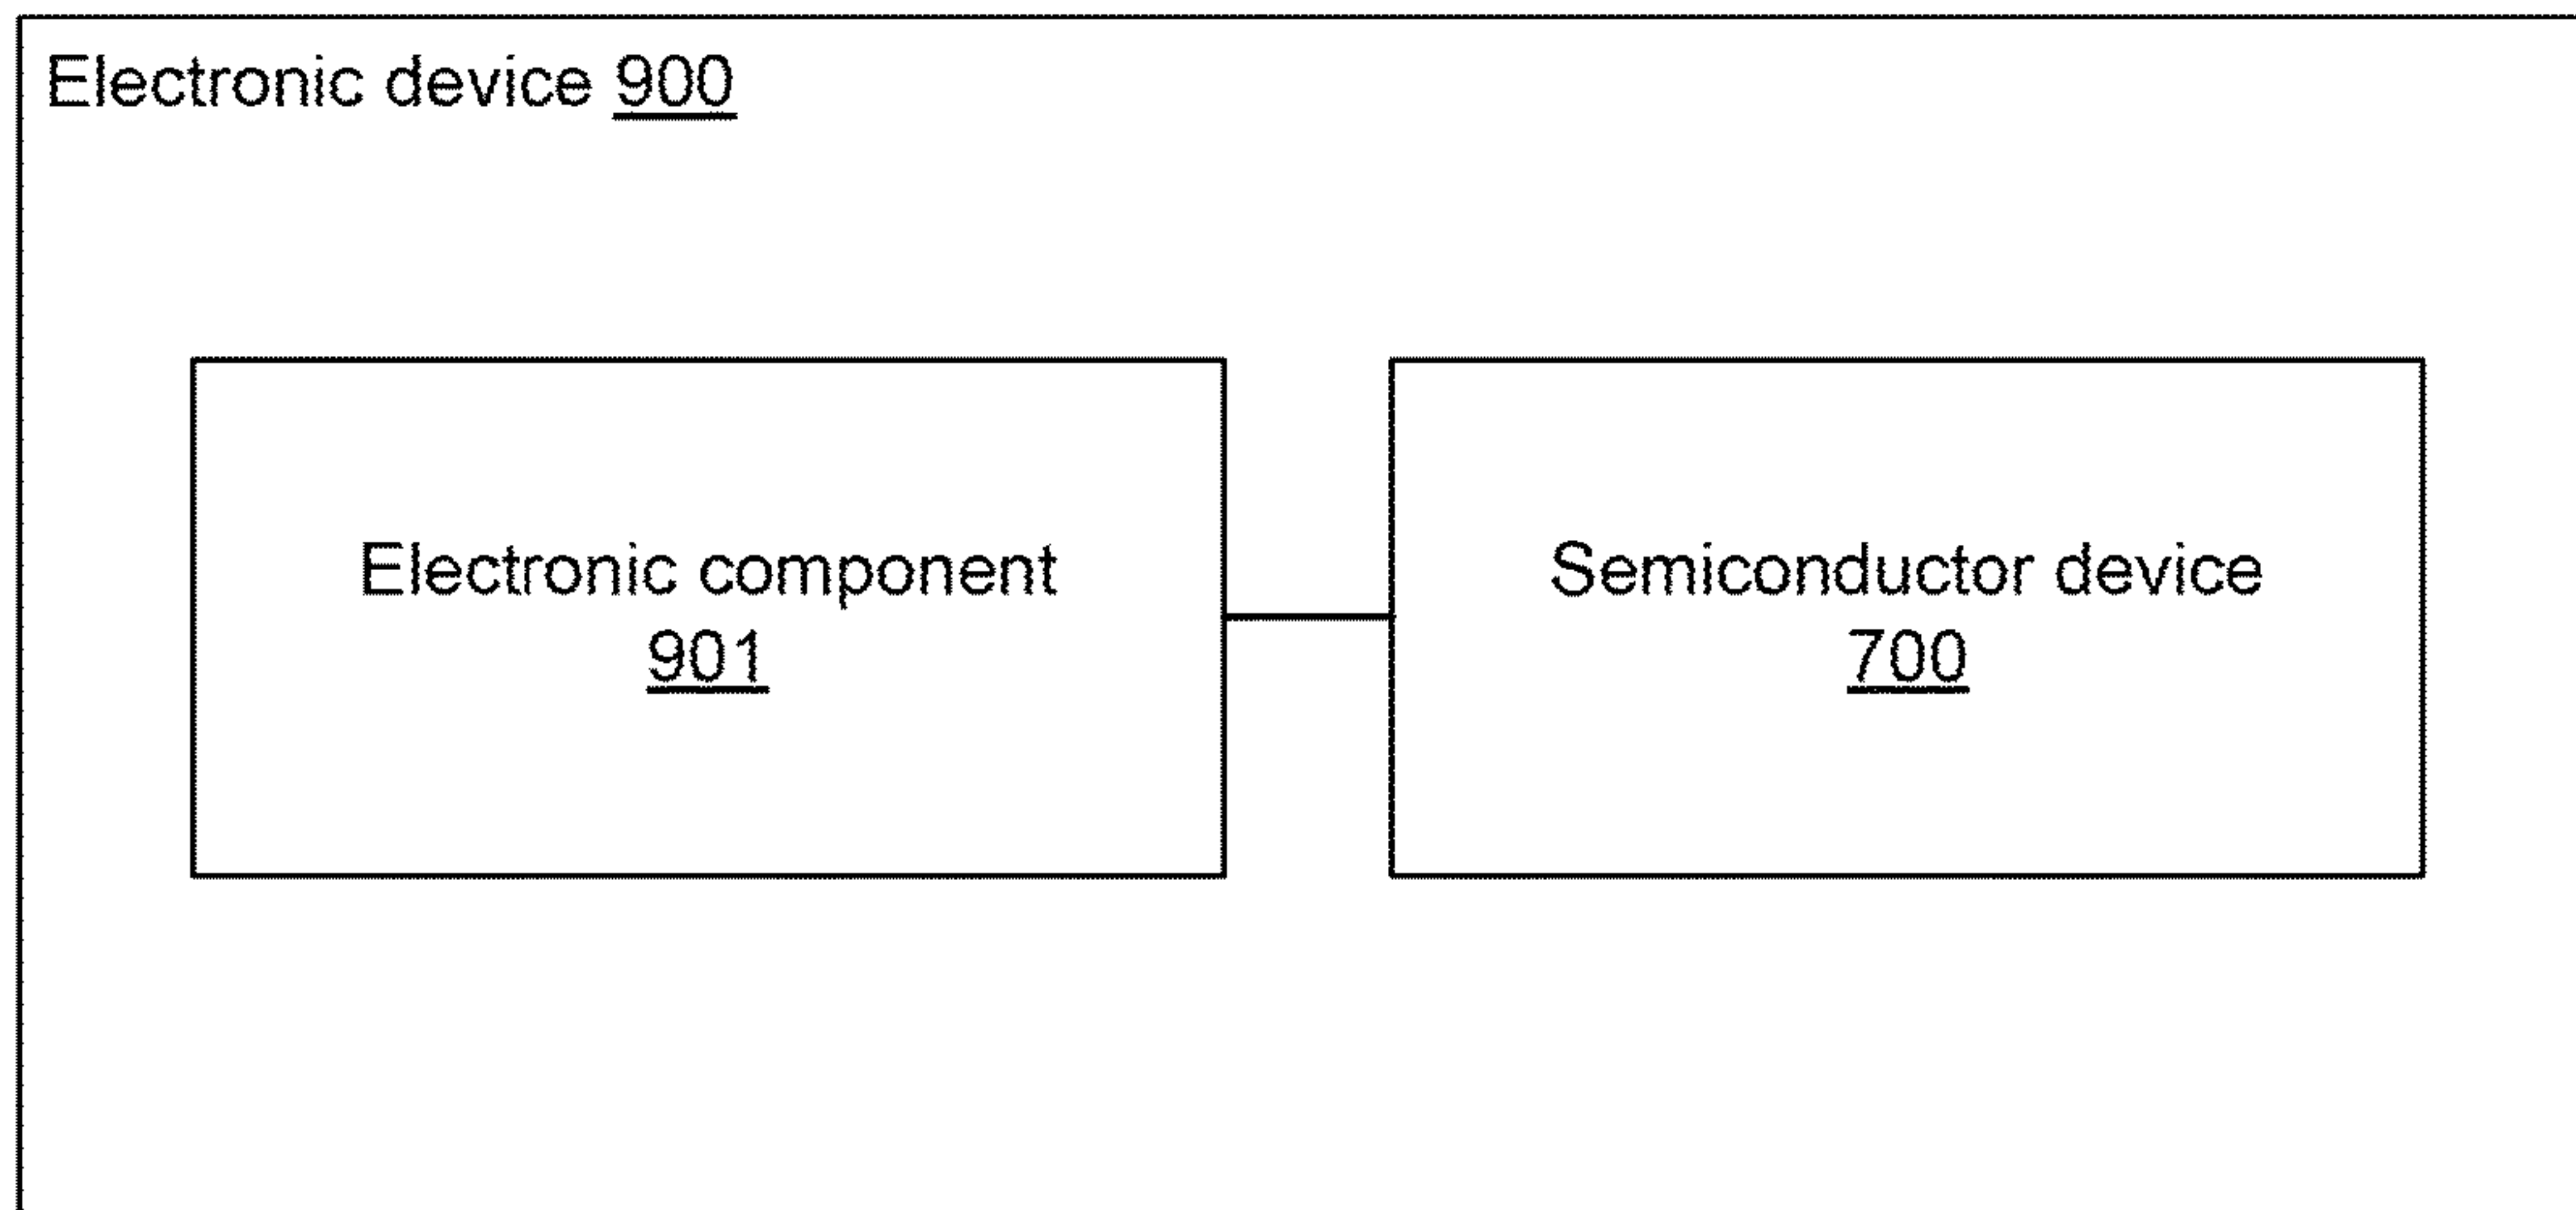 Electronic device 900
Electronic component
901
Semiconductor device
700